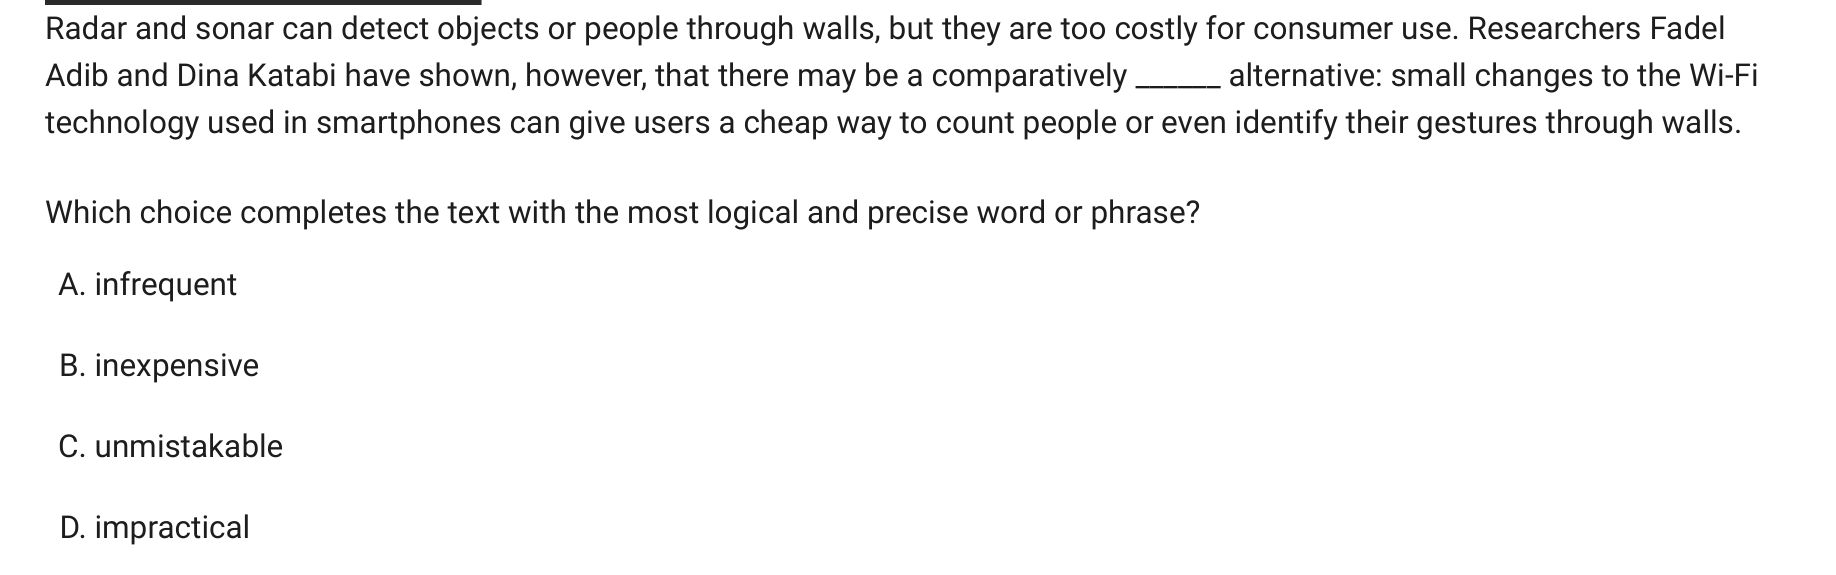 Radar and sonar can detect objects or people through walls, but they are too costly for consumer use. Researchers Fadel
Adib and Dina Katabi have shown, however, that there may be a comparatively ______ alternative: small changes to the Wi-Fi
technology used in smartphones can give users a cheap way to count people or even identify their gestures through walls.
Which choice completes the text with the most logical and precise word or phrase?
A. infrequent
B. inexpensive
C. unmistakable
D. impractical